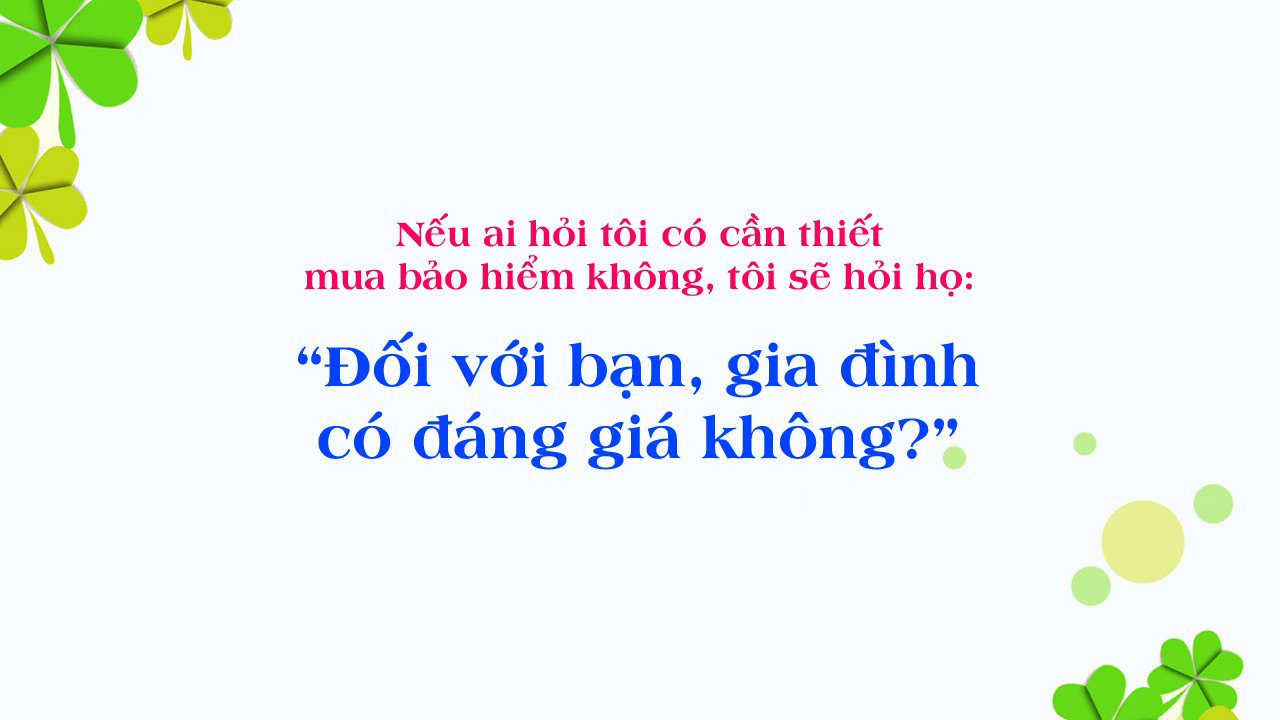 Nếu ai hỏi tôi có cần thiết
mua bảo hiểm không, tôi sẽ hỏi họ:
“Đối với bạn, gia đình
có đáng giá không?”